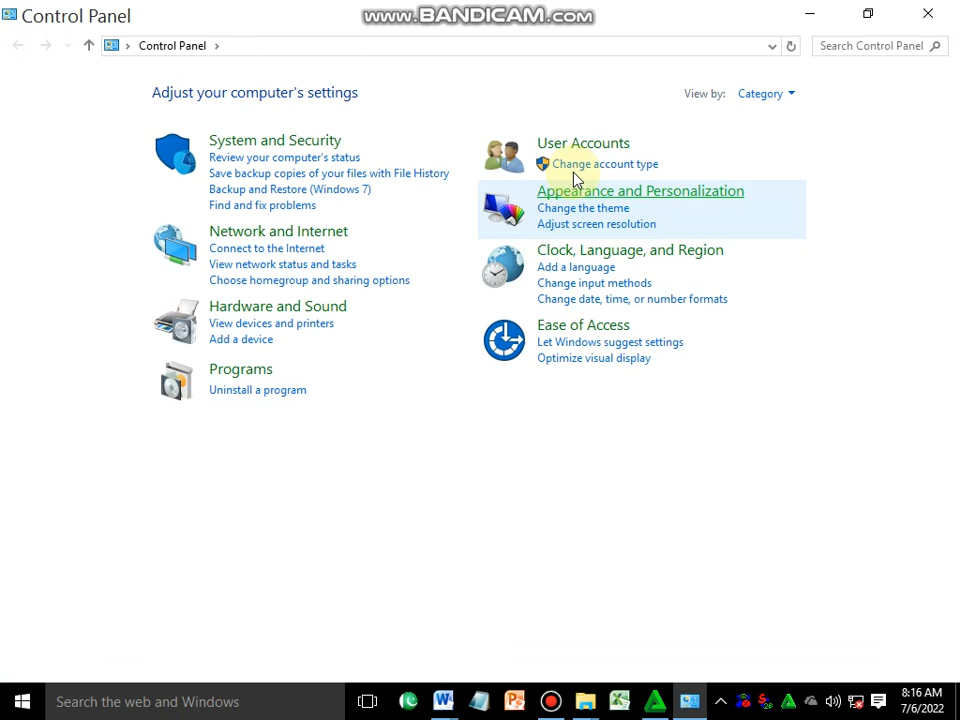 Control Panel
www.BANDICAM.com
Control Panel
Search Control Panel
Adjust your computer's settings
View by: Category
System and Security
Review your computer's status
Save backup copies of your files with File History
Backup and Restore (Windows 7)
Find and fix problems
Network and Internet
Connect to the Internet
View network status and tasks
Choose homegroup and sharing options
Hardware and Sound
View devices and printers
Add a device
Programs
Uninstall a program
User Accounts
Change account type
Appearance and Personalization
Change the theme
Adjust screen resolution
Clock, Language, and Region
Add a language
Change input methods
Change date, time, or number formats
Ease of Access
Let Windows suggest settings
Optimize visual display
Search the web and Windows
8:16 AM
7/6/2022